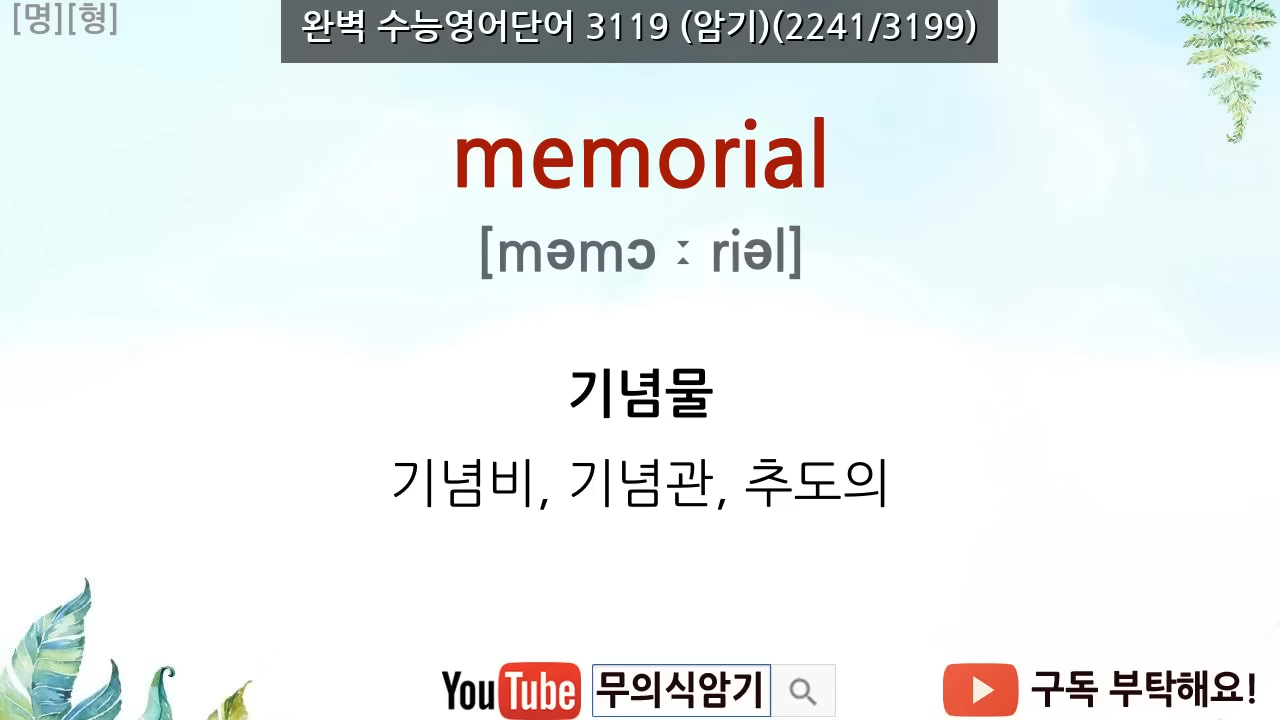 [명][형]
완벽 수능영어단어 3119 (암기)(2241/3199)
memorial
[məmɔːriəl]
기념물
기념비, 기념관, 추도의
YouTube 무의식암기 구독 부탁해요!